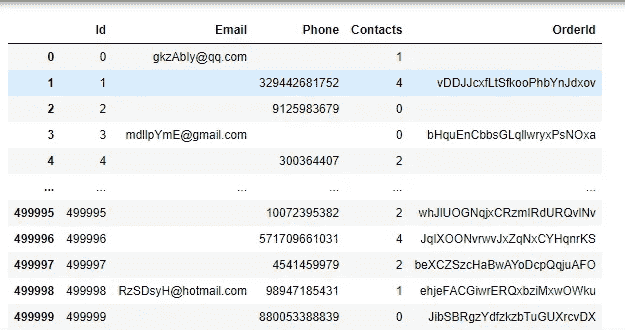 Id Email Phone Contacts OrderId
0 0 gkzAbly@qq.com 1
1 1 329442681752 4 vDDJJcxfLtSfkooPhbYnJdxov
2 2 9125983679 0
3 3 mdllpYmE@gmail.com 0 bHquEnCbbsGLqllwryxPsNOxa
4 4 300364407 2
... ... ... ... ... ...
499995 499995 10072395382 2 whJlUOGNqjxCRzmlRdURQvlNv
499996 499996 571709661031 4 JqlXOONvrwvJxZqNxCYHqnrKS
499997 499997 4541459979 2 beXCZSzcHaBwAYoDcpQqjuAFO
499998 499998 RzSDsyH@hotmail.com 98947185431 1 ehjeFACGiwrERQxbziMxwOWku
499999 499999 880053388839 0 JibSBRgzYdfzkzbTuGUXrcvDX